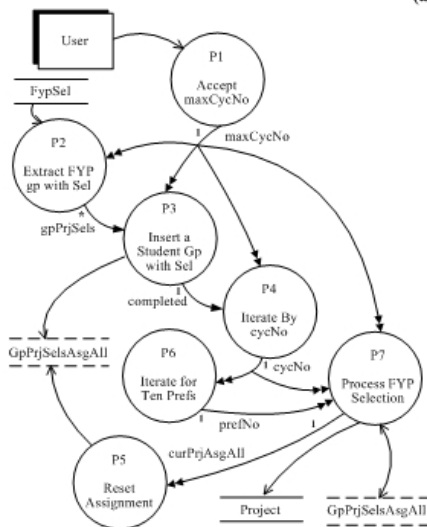 (a
User
P1
Accept
maxCycNo
1
maxCycNo
FypSel
P2
Extract FYP
gp with Sel
*
gpPrjSels
P3
Insert a
Student Gp
with Sel
1
completed
P4
Iterate By
cycNo
1
cycNo
GpPrjSelsAsgAll
P6
Iterate for
Ten Prefs
1
prefNo
P7
Process FYP
Selection
1
curPrjAsgAll
P5
Reset
Assignment
Project
GpPrjSelsAsgAll